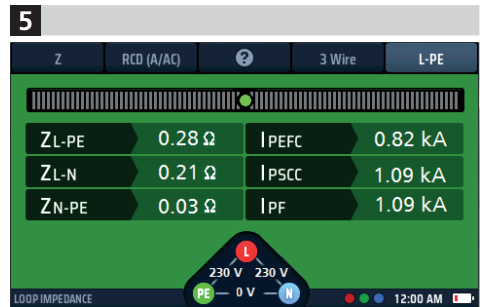 5
Z RCD (A/AC) ? 3 Wire L-PE
ZL-PE 0.28 Ω IPEFC 0.82 kA
ZL-N 0.21 Ω IPSCC 1.09 kA
ZN-PE 0.03 Ω IPF 1.09 kA
L
230 V 230 V
PE 0 V N
LOOP IMPEDANCE 12:00 AM